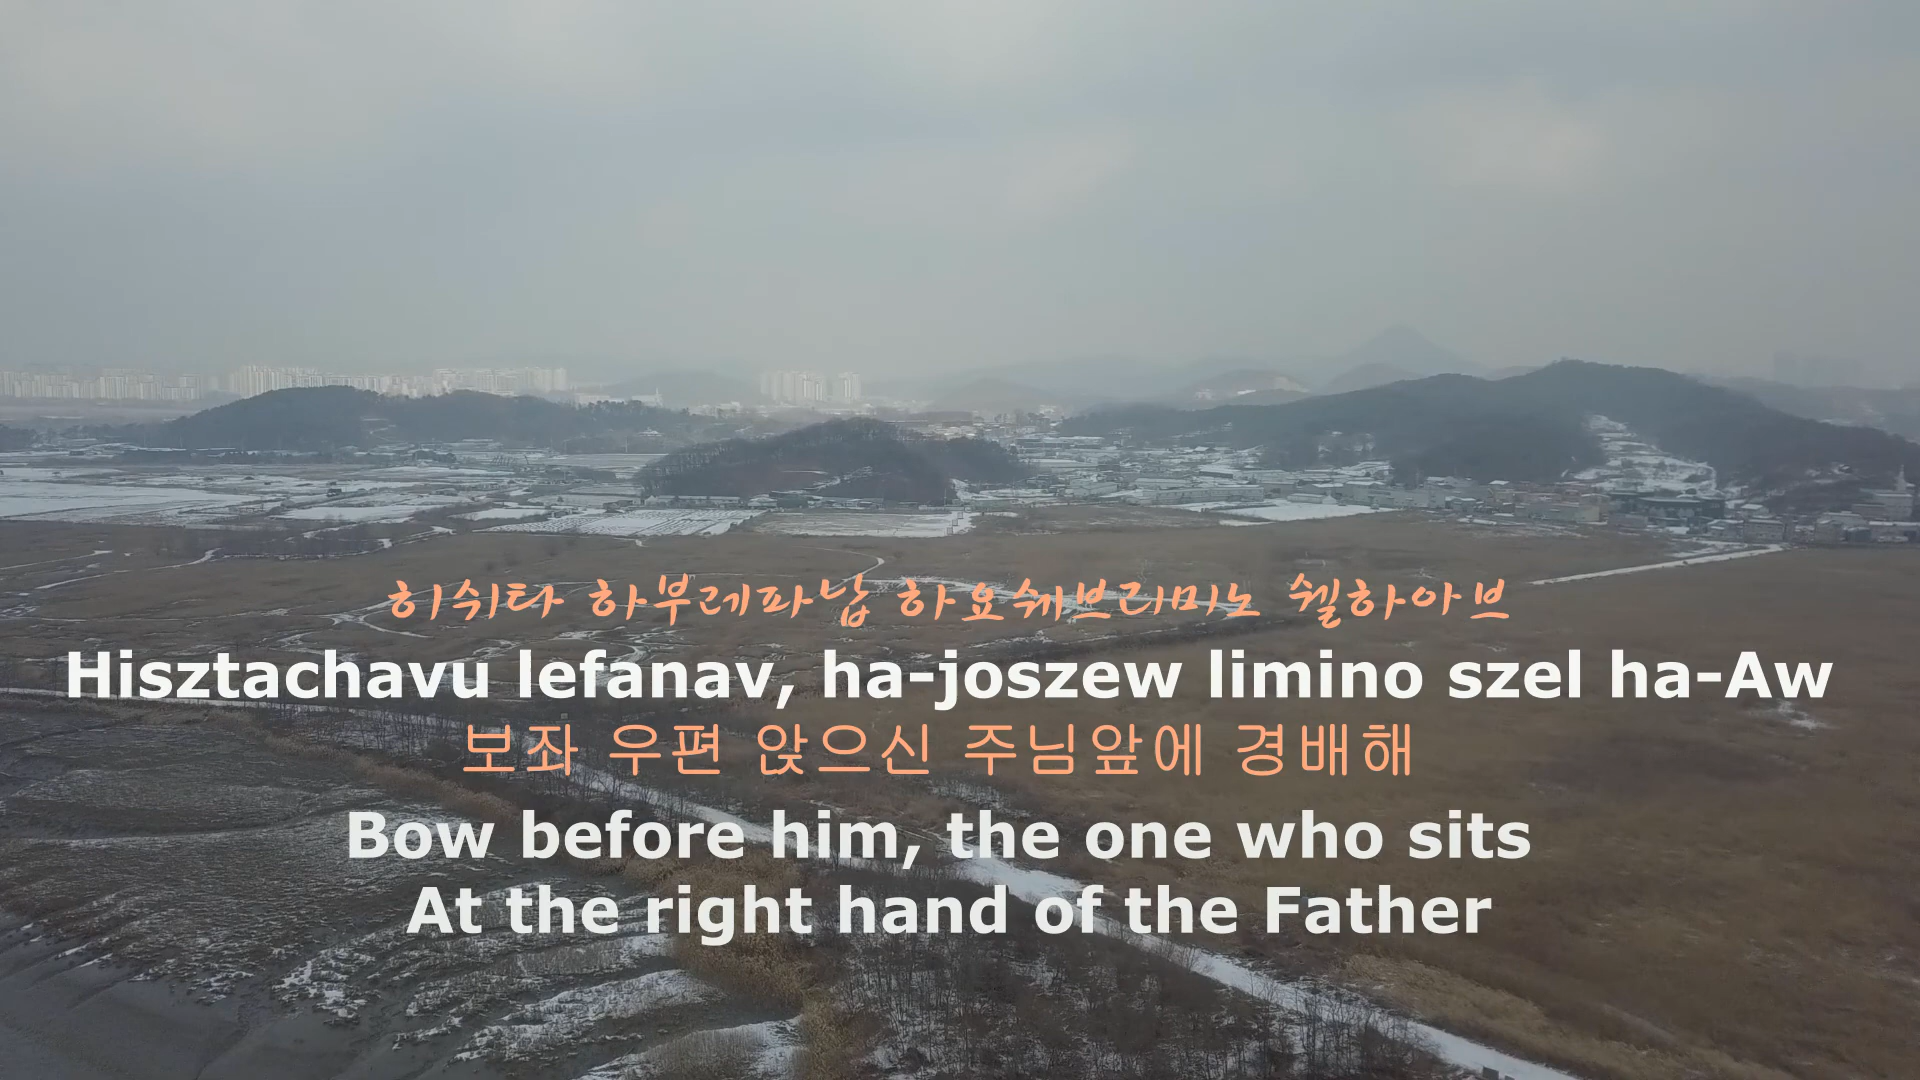 히쉬타 하부레파납 하요쉐브리미노 쉘하아브
Hisztachavu lefanav, ha-joszew limino szel ha-Aw
보좌 우편 앉으신 주님앞에 경배해
Bow before him, the one who sits
At the right hand of the Father